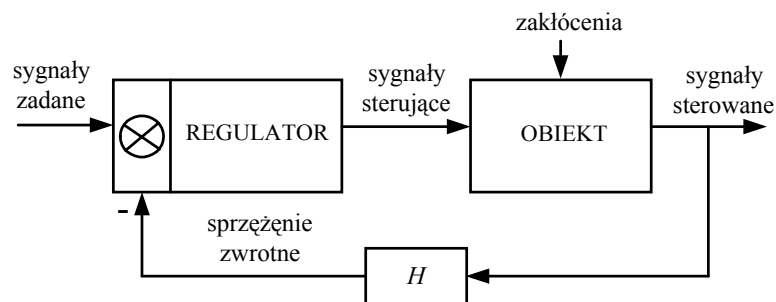 zakłócenia
sygnały
zadane
REGULATOR
sygnały
sterujące
OBIEKT
sygnały
sterowane
-
sprzężenie
zwrotne
H